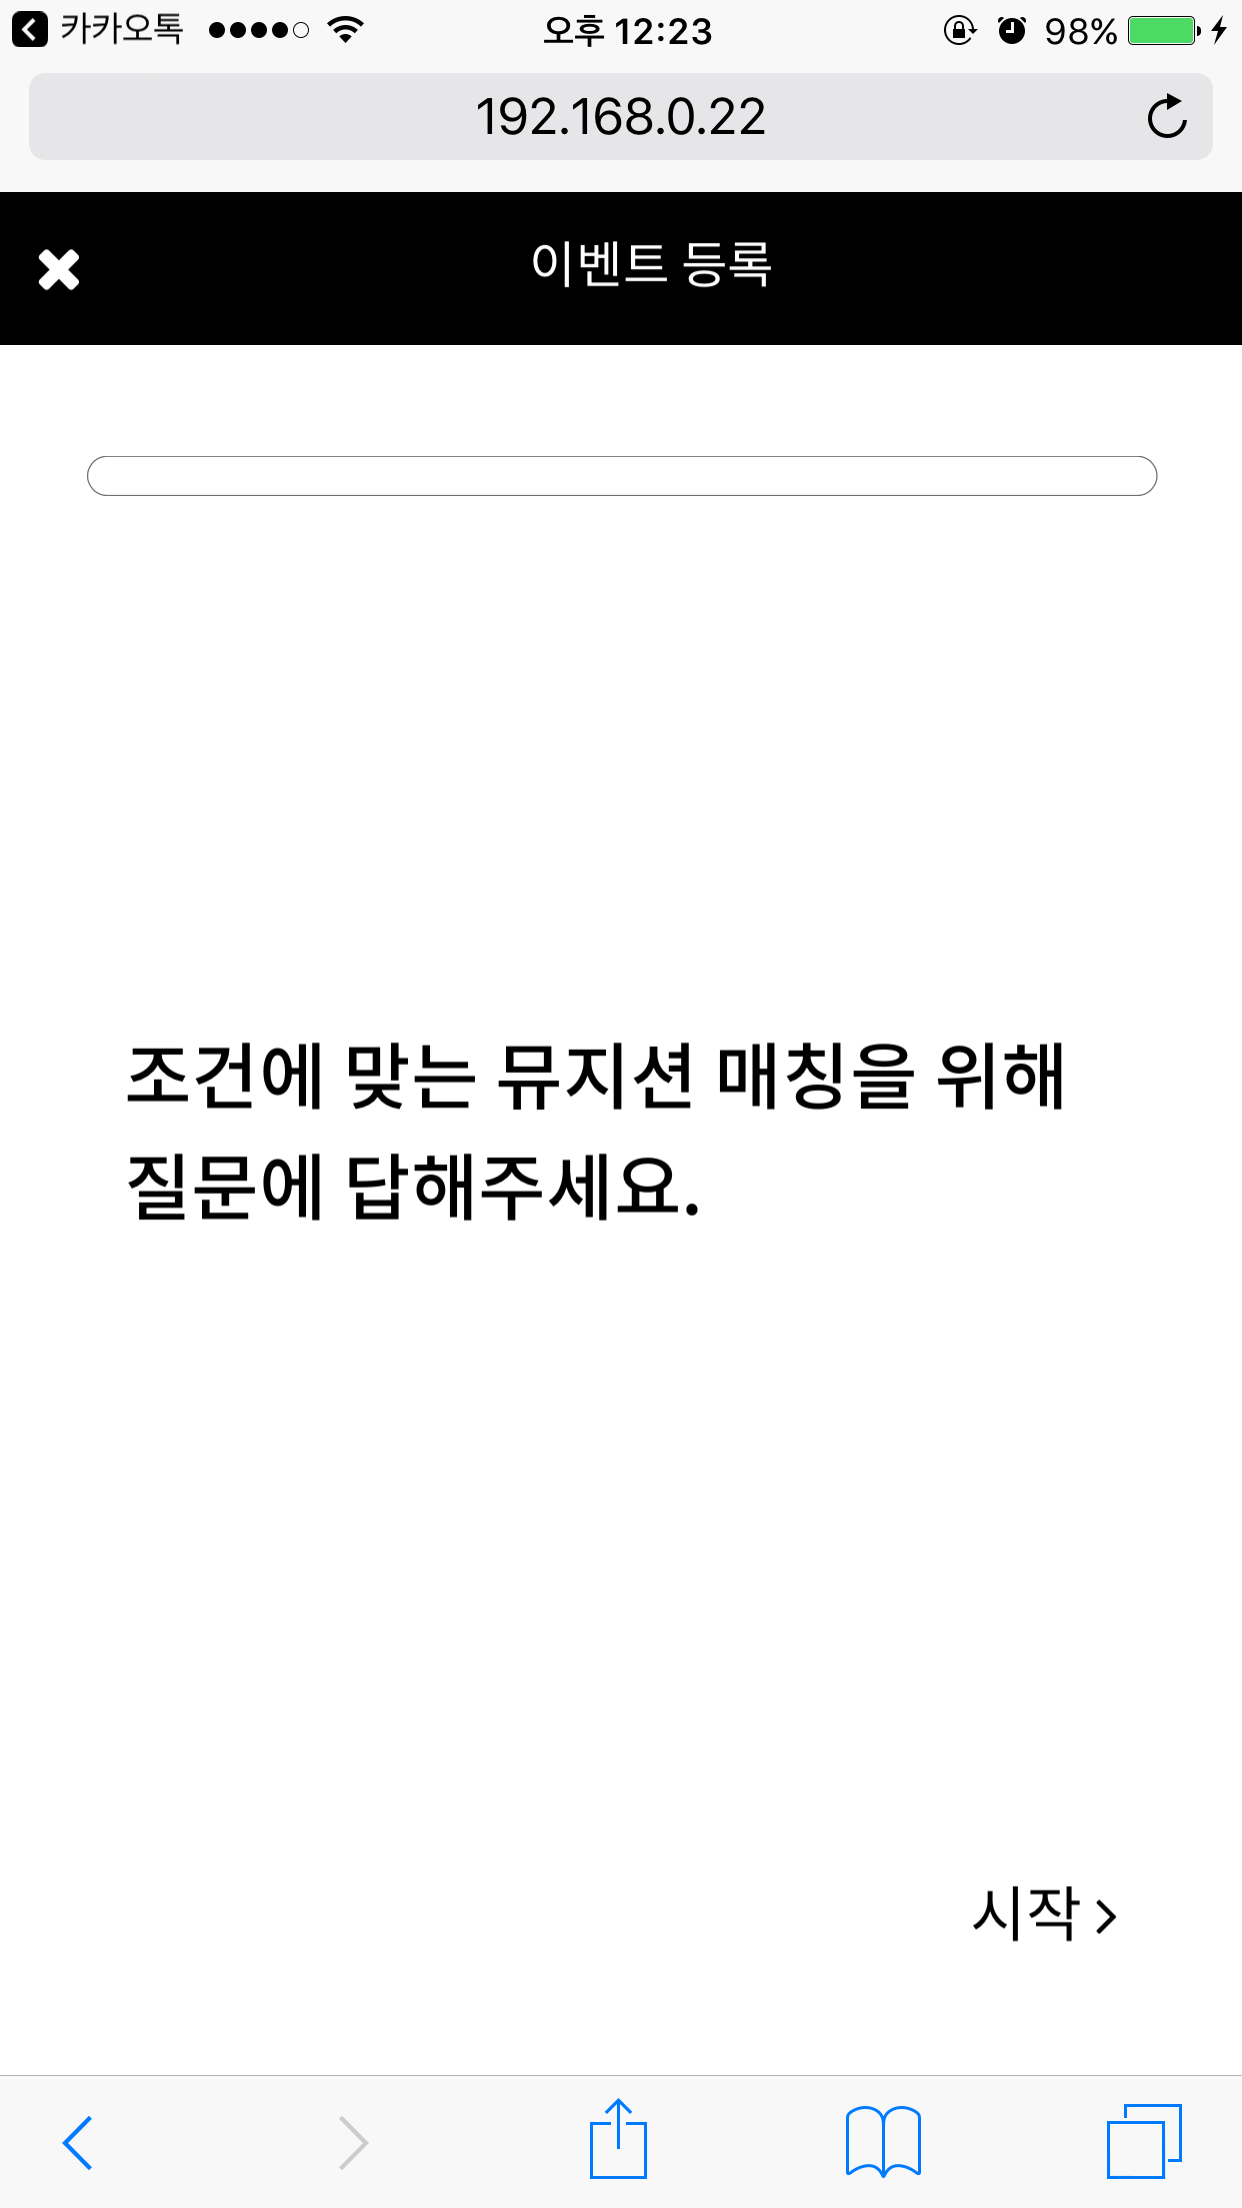 카카오톡 오후 12:23 98%
192.168.0.22
이벤트 등록
조건에 맞는 뮤지션 매칭을 위해
질문에 답해주세요.
시작